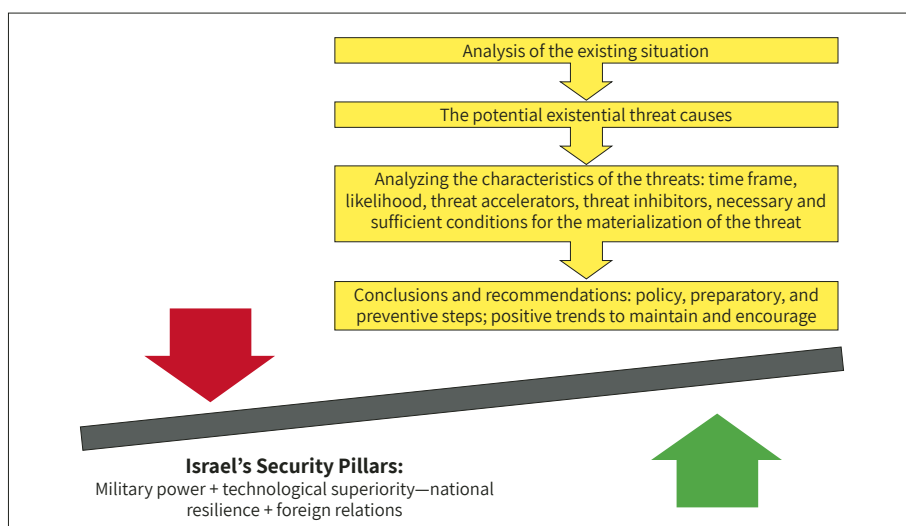 Analysis of the existing situation
The potential existential threat causes
Analyzing the characteristics of the threats: time frame,
likelihood, threat accelerators, threat inhibitors, necessary and
sufficient conditions for the materialization of the threat
Conclusions and recommendations: policy, preparatory, and
preventive steps; positive trends to maintain and encourage
Israel’s Security Pillars:
Military power + technological superiority—national
resilience + foreign relations